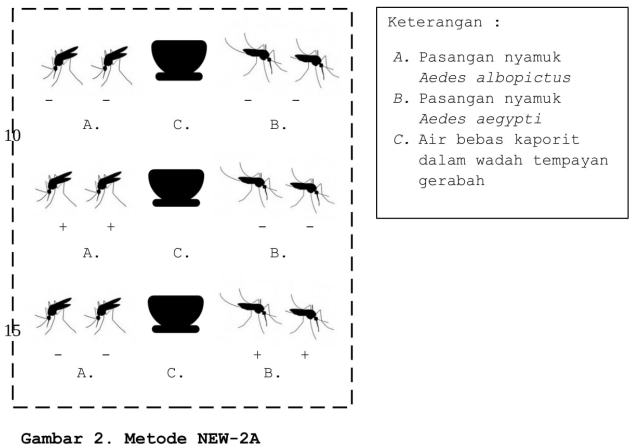 - - - -
A. C. B.
10
+ + - -
A. C. B.
15
- - + +
A. C. B.
Keterangan :
A. Pasangan nyamuk
Aedes albopictus
B. Pasangan nyamuk
Aedes aegypti
C. Air bebas kaporit
dalam wadah tempayan
gerabah
Gambar 2. Metode NEW-2A